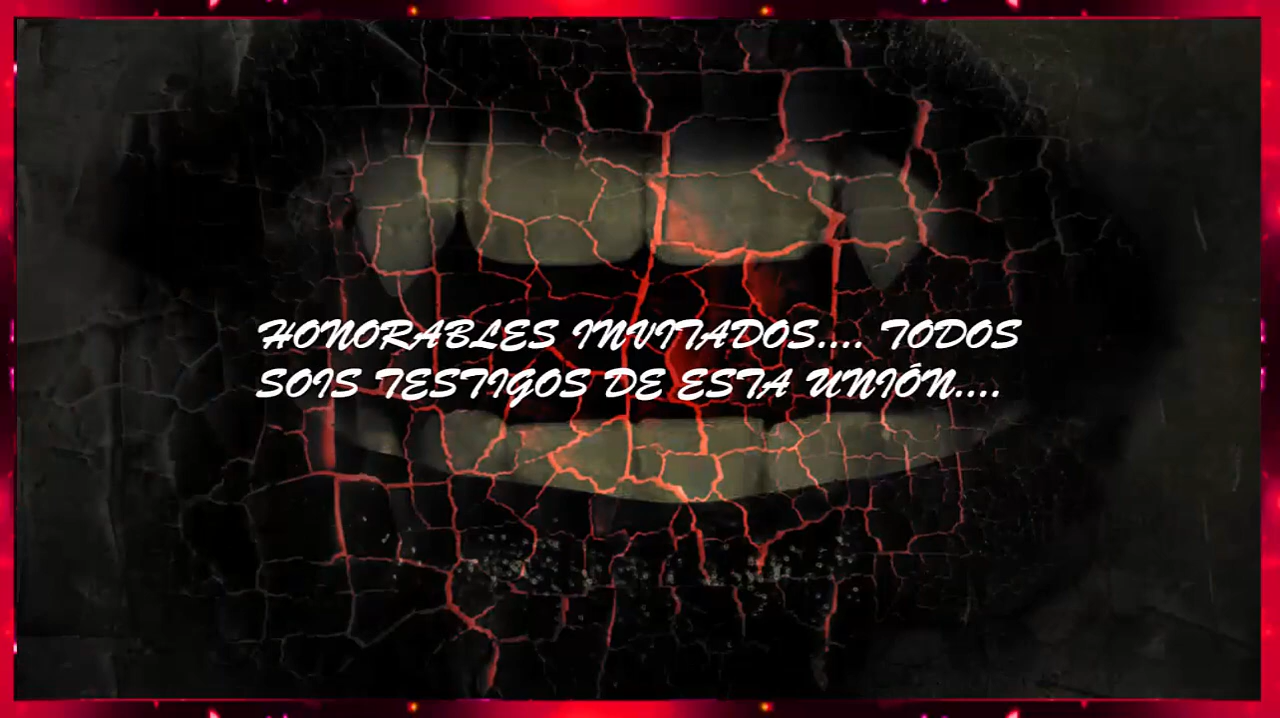 HONORABLES INVITADOS.... TODOS
SOIS TESTIGOS DE ESTA UNIÓN....